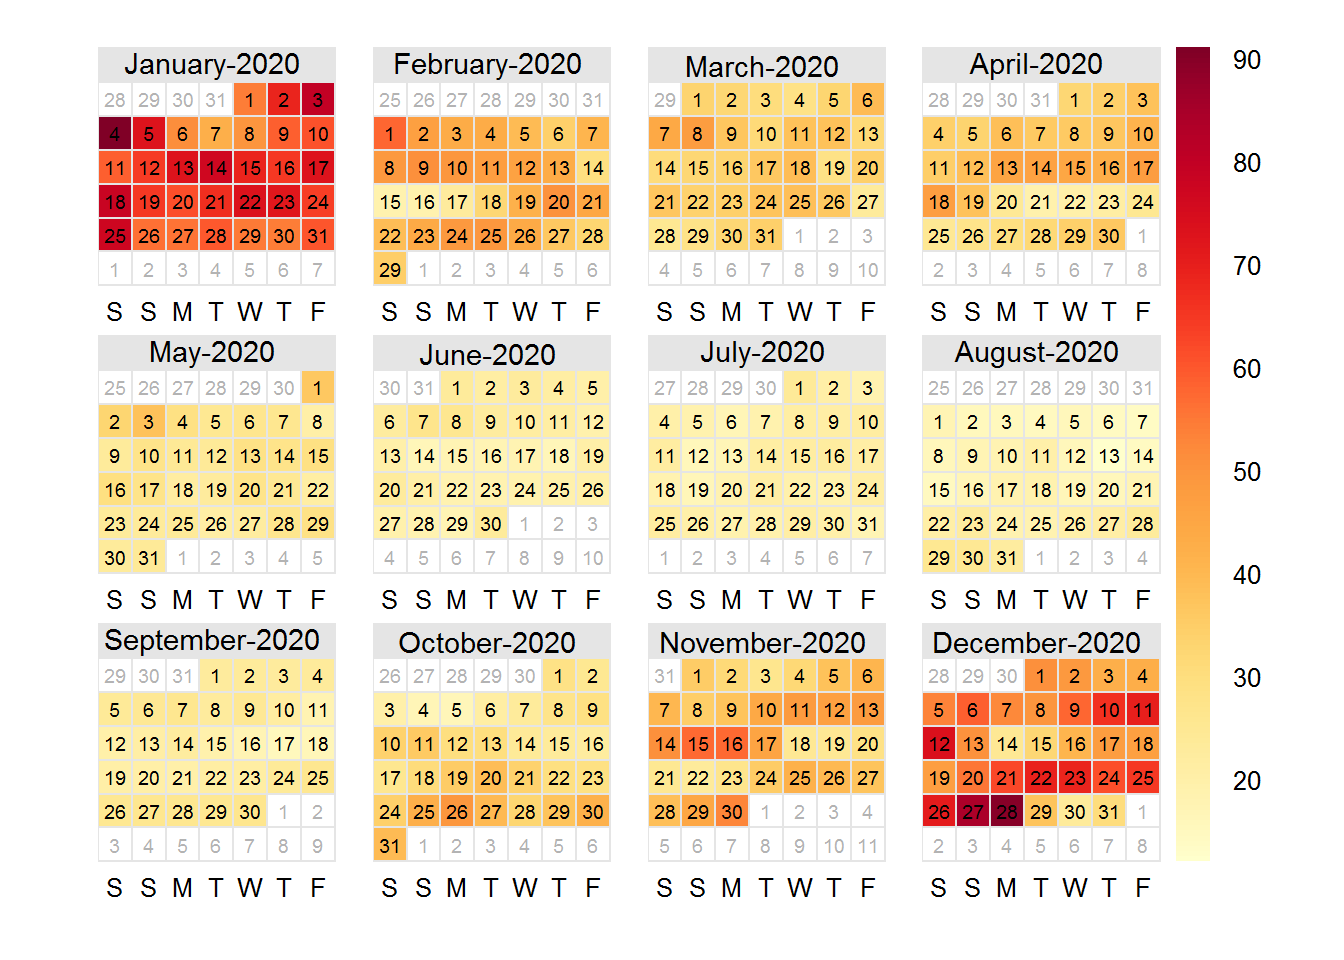 January-2020 February-2020 March-2020 April-2020
28 29 30 31 1 2 3 25 26 27 28 29 30 31 29 1 2 3 4 5 6 28 29 30 31 1 2 3 90
4 5 6 7 8 9 10 1 2 3 4 5 6 7 7 8 9 10 11 12 13 4 5 6 7 8 9 10
11 12 13 14 15 16 17 8 9 10 11 12 13 14 14 15 16 17 18 19 20 11 12 13 14 15 16 17 80
18 19 20 21 22 23 24 15 16 17 18 19 20 21 21 22 23 24 25 26 27 18 19 20 21 22 23 24
25 26 27 28 29 30 31 22 23 24 25 26 27 28 28 29 30 31 1 2 3 25 26 27 28 29 30 1
1 2 3 4 5 6 7 29 1 2 3 4 5 6 4 5 6 7 8 9 10 2 3 4 5 6 7 8 70
S S M T W T F S S M T W T F S S M T W T F S S M T W T F
May-2020 June-2020 July-2020 August-2020
25 26 27 28 29 30 1 30 31 1 2 3 4 5 27 28 29 30 1 2 3 25 26 27 28 29 30 31 60
2 3 4 5 6 7 8 6 7 8 9 10 11 12 4 5 6 7 8 9 10 1 2 3 4 5 6 7
9 10 11 12 13 14 15 13 14 15 16 17 18 19 11 12 13 14 15 16 17 8 9 10 11 12 13 14
16 17 18 19 20 21 22 20 21 22 23 24 25 26 18 19 20 21 22 23 24 15 16 17 18 19 20 21 50
23 24 25 26 27 28 29 27 28 29 30 1 2 3 25 26 27 28 29 30 31 22 23 24 25 26 27 28
30 31 1 2 3 4 5 4 5 6 7 8 9 10 1 2 3 4 5 6 7 29 30 31 1 2 3 4 40
S S M T W T F S S M T W T F S S M T W T F S S M T W T F
September-2020 October-2020 November-2020 December-2020
29 30 31 1 2 3 4 26 27 28 29 30 1 2 31 1 2 3 4 5 6 28 29 30 1 2 3 4 30
5 6 7 8 9 10 11 3 4 5 6 7 8 9 7 8 9 10 11 12 13 5 6 7 8 9 10 11
12 13 14 15 16 17 18 10 11 12 13 14 15 16 14 15 16 17 18 19 20 12 13 14 15 16 17 18
19 20 21 22 23 24 25 17 18 19 20 21 22 23 21 22 23 24 25 26 27 19 20 21 22 23 24 25 20
26 27 28 29 30 1 2 24 25 26 27 28 29 30 28 29 30 1 2 3 4 26 27 28 29 30 31 1
3 4 5 6 7 8 9 31 1 2 3 4 5 6 5 6 7 8 9 10 11 2 3 4 5 6 7 8
S S M T W T F S S M T W T F S S M T W T F S S M T W T F